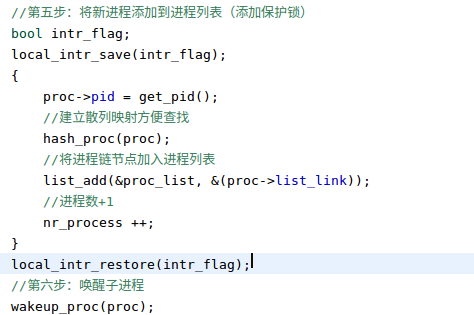 //第五步：将新进程添加到进程列表（添加保护锁）
bool intr_flag;
local_intr_save(intr_flag);
{
    proc->pid = get_pid();
    //建立散列映射方便查找
    hash_proc(proc);
    //将进程链节点加入进程列表
    list_add(&proc_list, &(proc->list_link));
    //进程数+1
    nr_process ++;
}
local_intr_restore(intr_flag);
//第六步：唤醒子进程
wakeup_proc(proc);